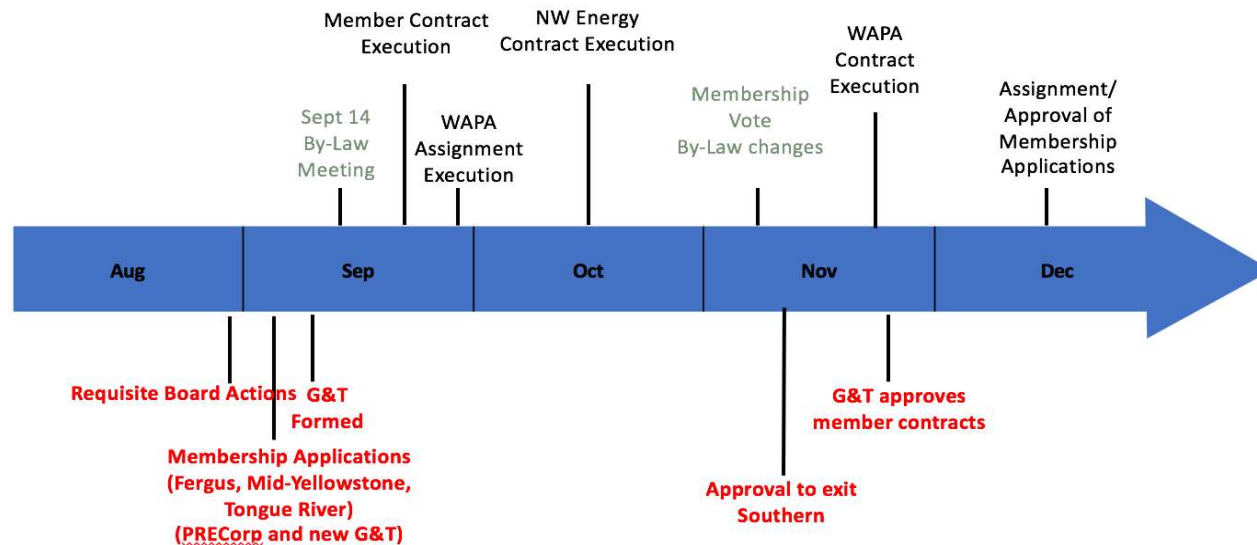 Member Contract
Execution
NW Energy
Contract Execution
WAPA
Contract
Execution
Sept 14
By-Law
Meeting
WAPA
Assignment
Execution
Membership
Vote
By-Law changes
Assignment/
Approval of
Membership
Applications
Aug
Sep
Oct
Nov
Dec
Requisite Board Actions
G&T
Formed
Membership Applications
(Fergus, Mid-Yellowstone,
Tongue River)
(PRECorp and new G&T)
Approval to exit
Southern
G&T approves
member contracts